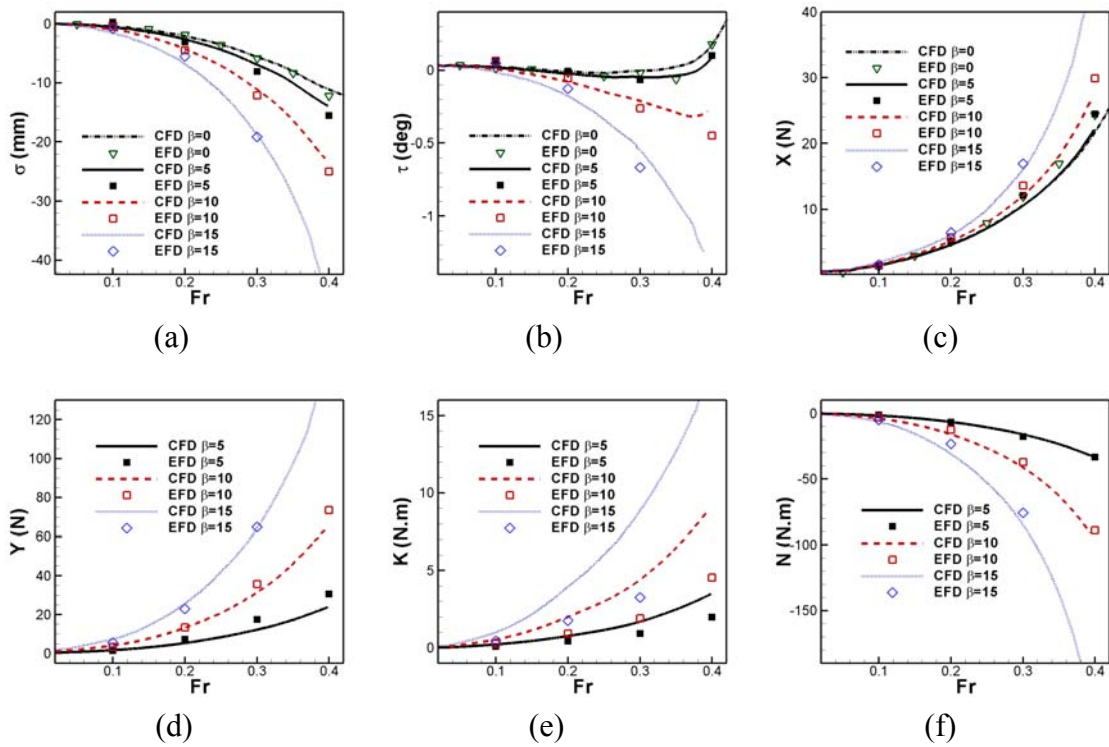 0
-10
-20
-30
-40
σ (mm)
CFD β=0
EFD β=0
CFD β=5
EFD β=5
CFD β=10
EFD β=10
CFD β=15
EFD β=15
0.1 0.2 0.3 0.4
Fr
(a)
0
-0.5
-1
τ (deg)
CFD β=0
EFD β=0
CFD β=5
EFD β=5
CFD β=10
EFD β=10
CFD β=15
EFD β=15
0.1 0.2 0.3 0.4
Fr
(b)
40
30
20
10
X (N)
CFD β=0
EFD β=0
CFD β=5
EFD β=5
CFD β=10
EFD β=10
CFD β=15
EFD β=15
0.1 0.2 0.3 0.4
Fr
(c)
120
100
80
60
40
20
0
Y (N)
CFD β=5
EFD β=5
CFD β=10
EFD β=10
CFD β=15
EFD β=15
0.1 0.2 0.3 0.4
Fr
(d)
15
10
5
0
K (N.m)
CFD β=5
EFD β=5
CFD β=10
EFD β=10
CFD β=15
EFD β=15
0.1 0.2 0.3 0.4
Fr
(e)
0
-50
-100
-150
N (N.m)
CFD β=5
EFD β=5
CFD β=10
EFD β=10
CFD β=15
EFD β=15
0.1 0.2 0.3 0.4
Fr
(f)